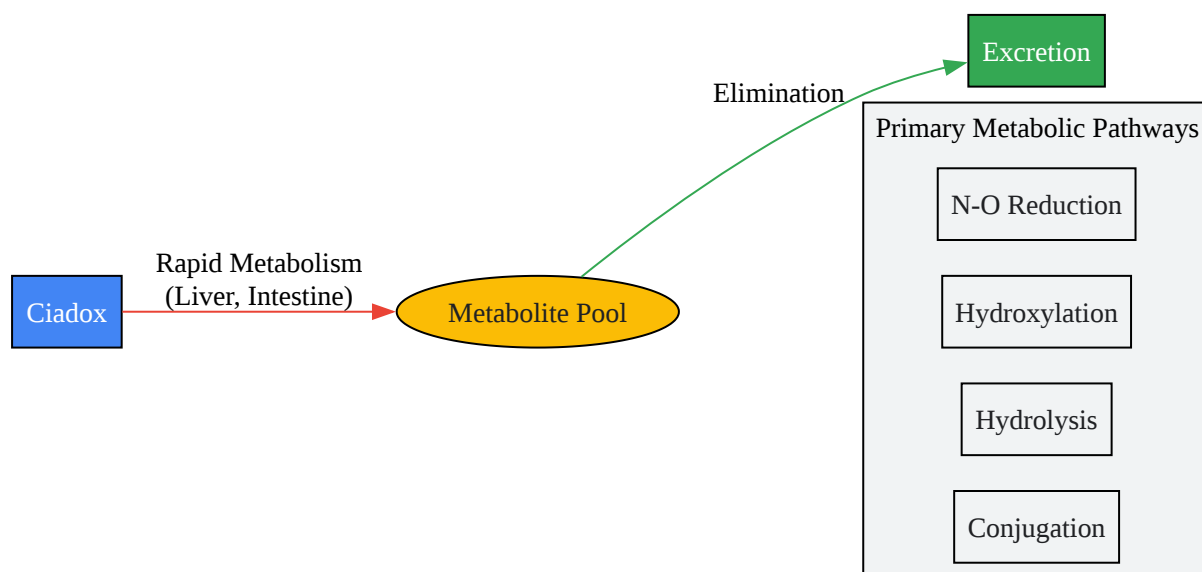 Excretion
Elimination
Primary Metabolic Pathways
N-O Reduction
Rapid Metabolism
(Liver, Intestine)
Ciadox
Metabolite Pool
Hydroxylation
Hydrolysis
Conjugation